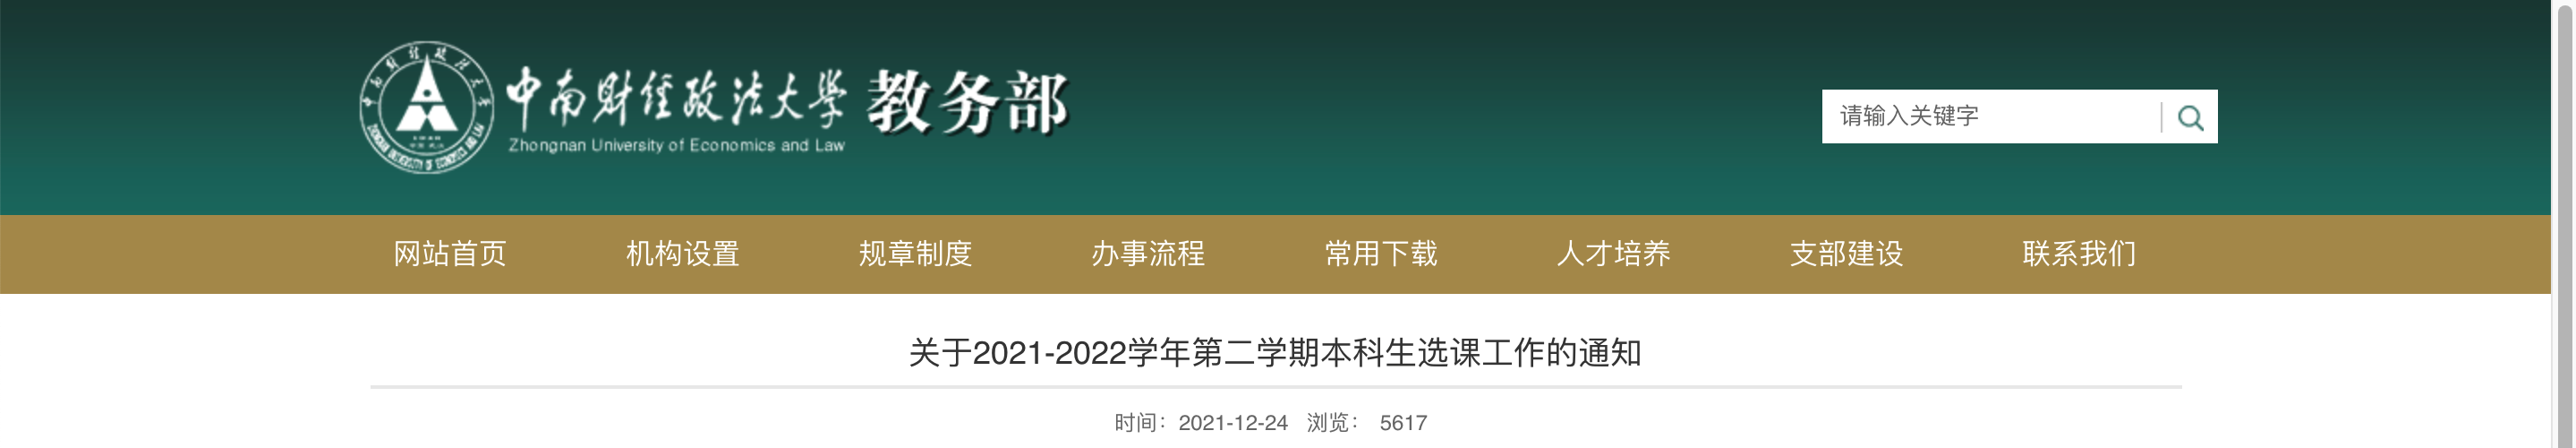 中南财经政法大学 教务部
Zhongnan University of Economics and Law
请输入关键字
网站首页 机构设置 规章制度 办事流程 常用下载 人才培养 支部建设 联系我们
关于2021-2022学年第二学期本科生选课工作的通知
时间：2021-12-24 浏览： 5617